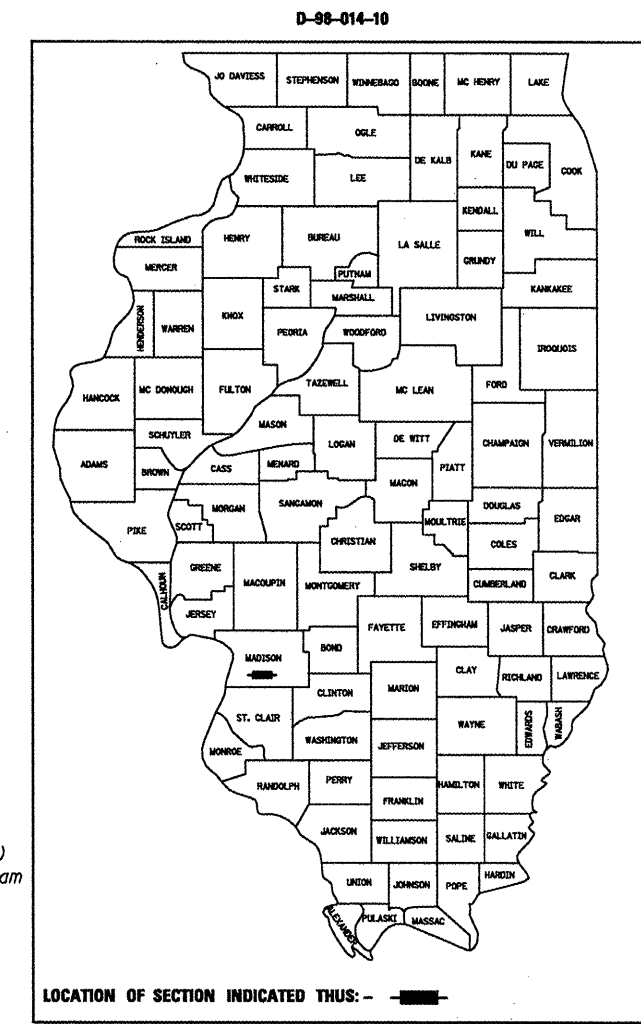 D-98-014-10
JO DAVIESS STEPHENSON WINNEBAGO BOONE MC HENRY LAKE
CARROLL OGLE
DE KALB KANE DU PAGE COOK
WHITESIDE LEE
KENDALL
WILL
ROCK ISLAND HENRY BUREAU LA SALLE
GRUNDY
MERCER PUTNAM
STARK MARSHALL KANKAKEE
HENDERSON WARREN KNOX PEORIA WOODFORD LIVINGSTON IROQUOIS
HANCOCK MC DONOUGH FULTON TAZEWELL MC LEAN FORD
MASON
SCHUYLER LOGAN DE WITT CHAMPAIGN VERMILION
ADAMS BROWN CASS MENARD PIATT
MACON
MORGAN SANGAMON DOUGLAS
PIKE SCOTT CHRISTIAN MOULTRIE EDGAR
COLES
GREENE MACOUPIN MONTGOMERY SHELBY CUMBERLAND CLARK
CALHOUN JERSEY
FAYETTE EFFINGHAM JASPER CRAWFORD
MADISON BOND
CLAY RICHLAND LAWRENCE
CLINTON MARION
ST. CLAIR WAYNE EDWARDS WABASH
WASHINGTON JEFFERSON
MONROE
RANDOLPH PERRY HAMILTON WHITE
FRANKLIN
JACKSON WILLIAMSON SALINE GALLATIN
)
am
UNION JOHNSON POPE HARDIN
ALEXANDER PULASKI MASSAC
LOCATION OF SECTION INDICATED THUS: -